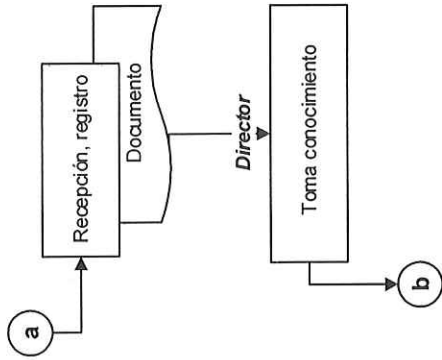 a
Recepción, registro
Documento
Director
Toma conocimiento
b